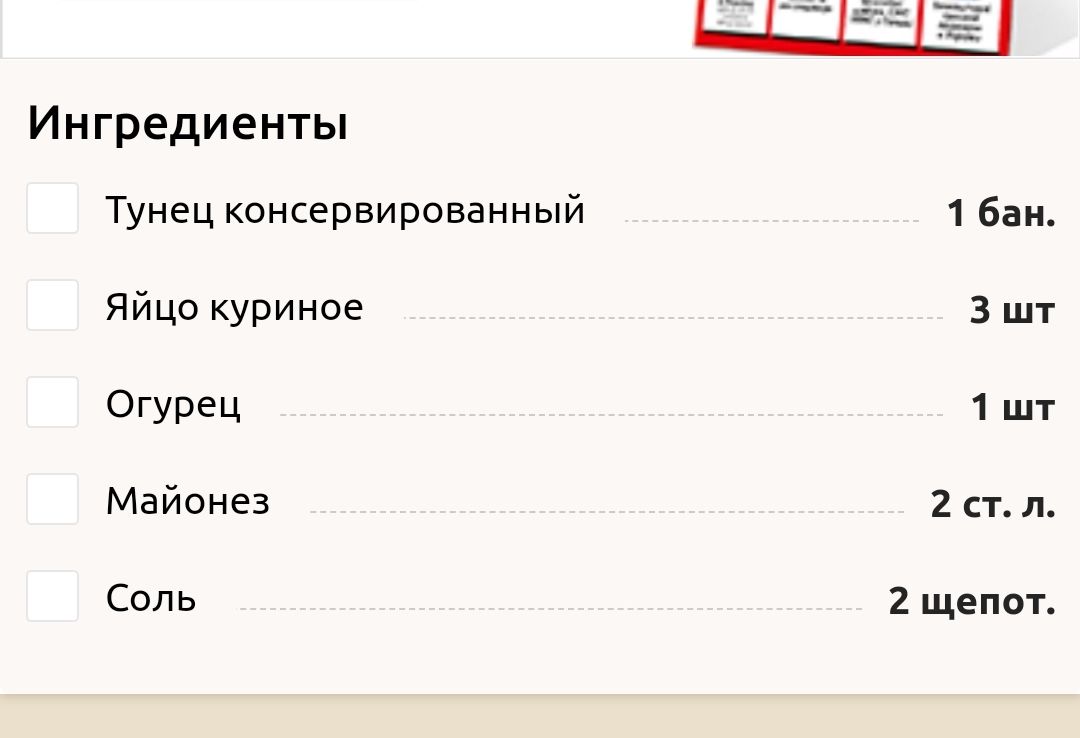 Ингредиенты
Тунец консервированный 1 бан.
Яйцо куриное 3 шт
Огурец 1 шт
Майонез 2 ст. л.
Соль 2 щепот.